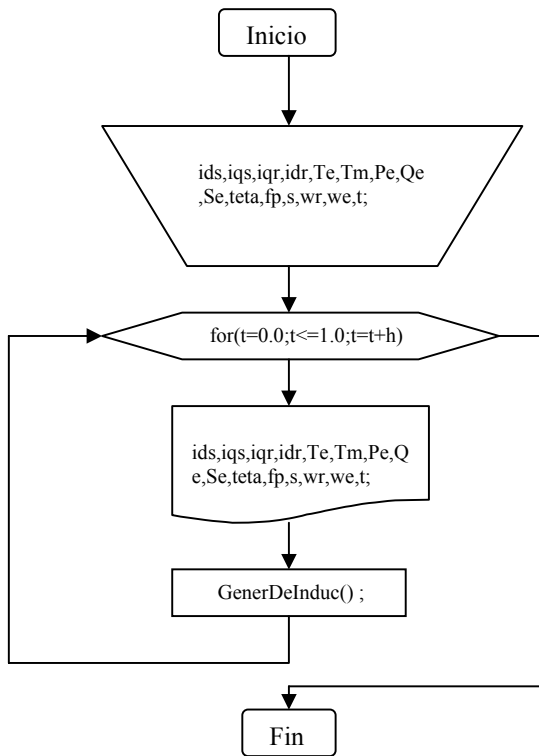 Inicio
ids,iqs,iqr,idr,Te,Tm,Pe,Qe
,Se,teta,fp,s,wr,we,t;
for(t=0.0;t<=1.0;t=t+h)
ids,iqs,iqr,idr,Te,Tm,Pe,Q
e,Se,teta,fp,s,wr,we,t;
GenerDeInduc() ;
Fin